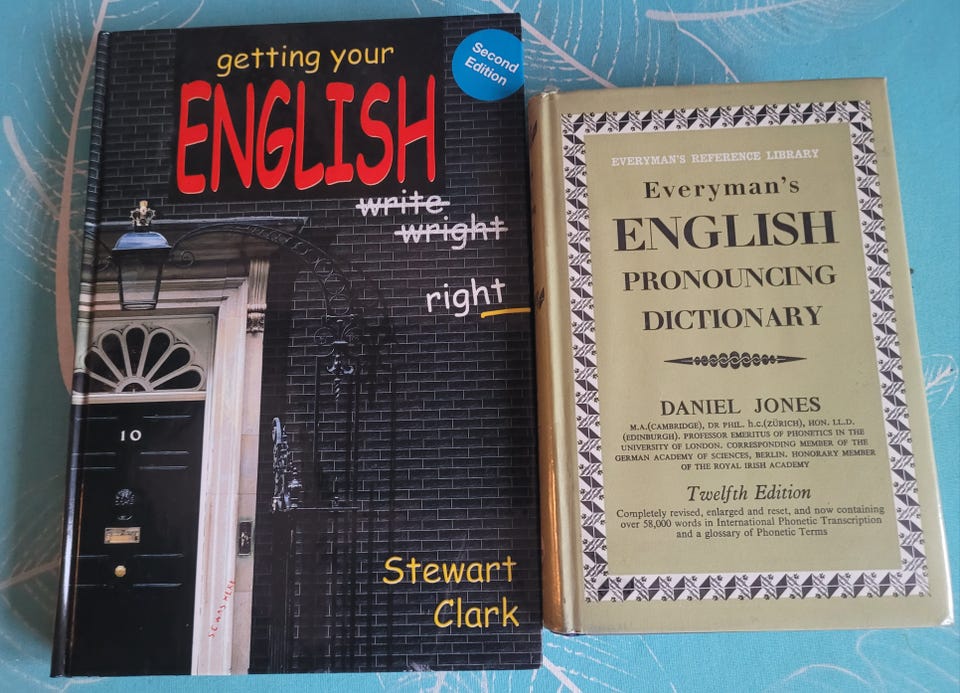 getting your
ENGLISH
write
wright
right
Second
Edition
10
SC WAS HERE
Stewart
Clark
EVERYMAN'S REFERENCE LIBRARY
Everyman's
ENGLISH
PRONOUNCING
DICTIONARY
DANIEL JONES
M.A.(CAMBRIDGE), DR PHIL. h.c.(ZÜRICH), HON. LL.D.
(EDINBURGH). PROFESSOR EMERITUS OF PHONETICS IN THE
UNIVERSITY OF LONDON. CORRESPONDING MEMBER OF THE
GERMAN ACADEMY OF SCIENCES, BERLIN. HONORARY MEMBER
OF THE ROYAL IRISH ACADEMY
Twelfth Edition
Completely revised, enlarged and reset, and now containing
over 58,000 words in International Phonetic Transcription
and a glossary of Phonetic Terms